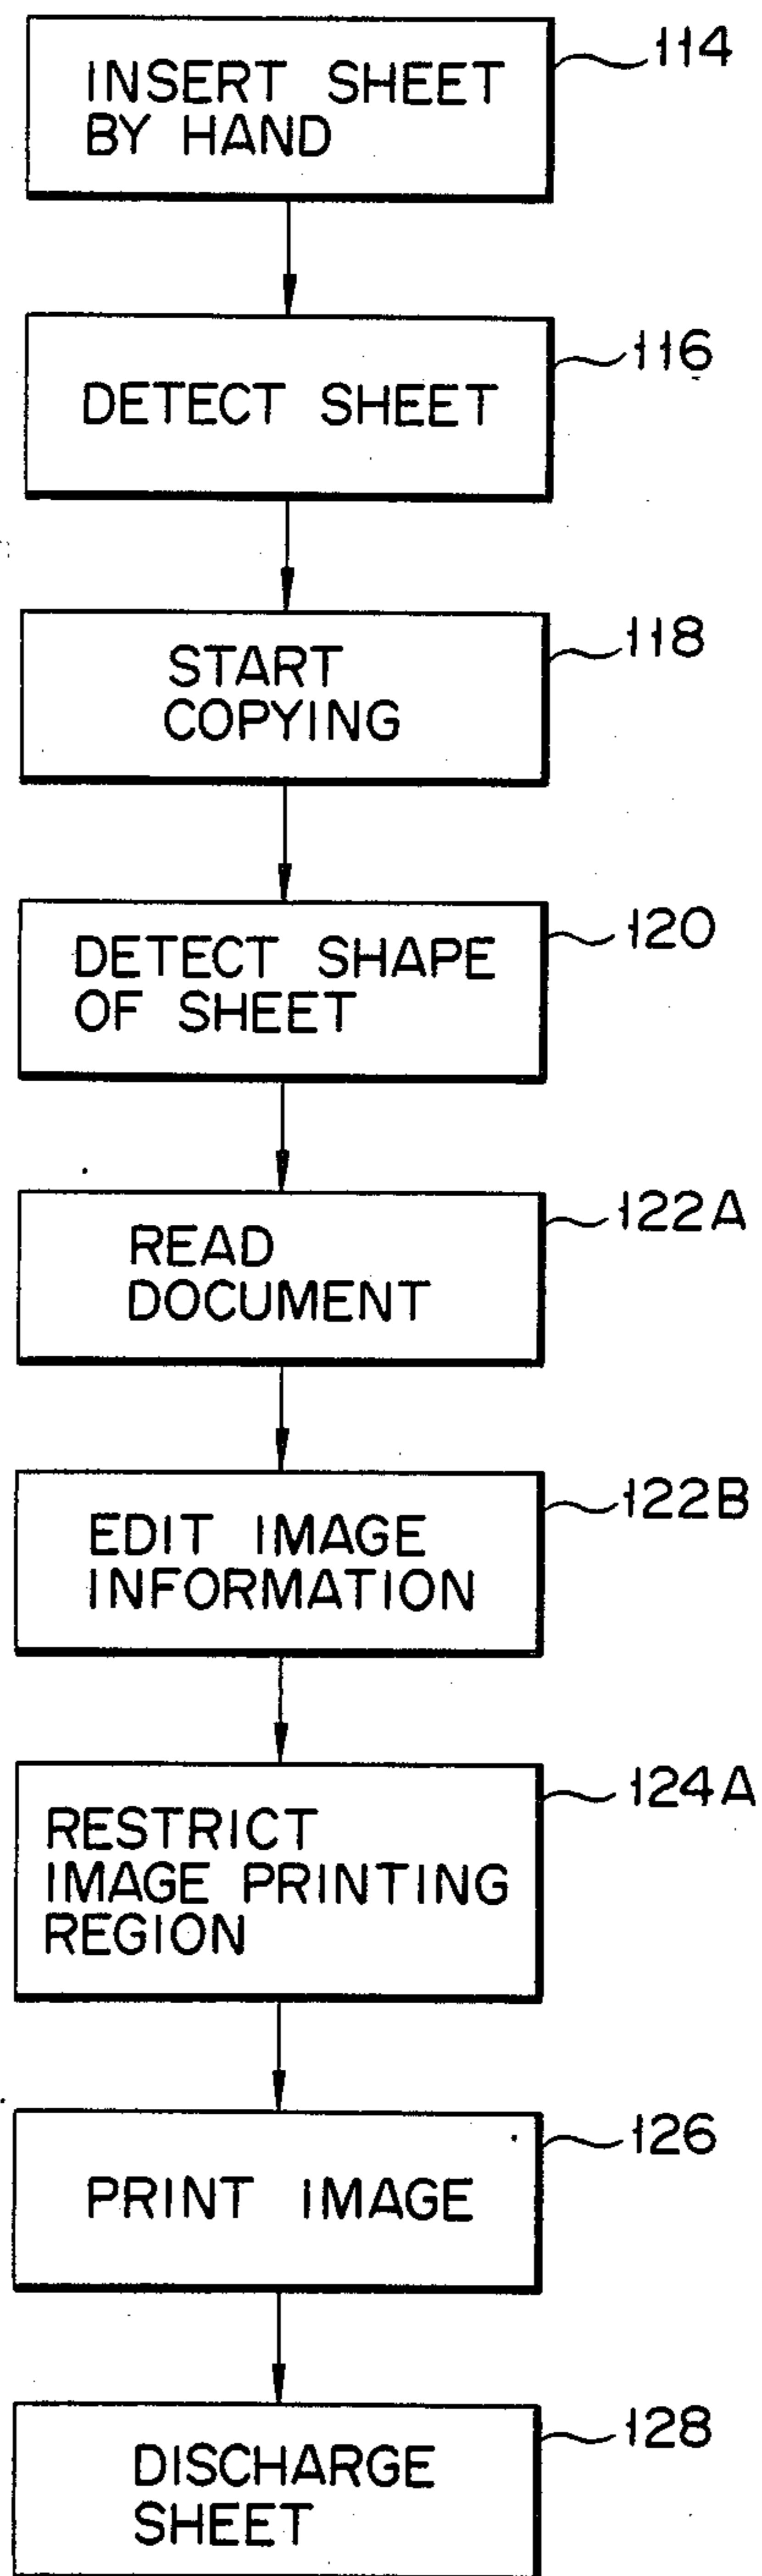 INSERT SHEET
BY HAND
114
DETECT SHEET
116
START
COPYING
118
DETECT SHAPE
OF SHEET
120
READ
DOCUMENT
122A
EDIT IMAGE
INFORMATION
122B
RESTRICT
IMAGE PRINTING
REGION
124A
PRINT IMAGE
126
DISCHARGE
SHEET
128